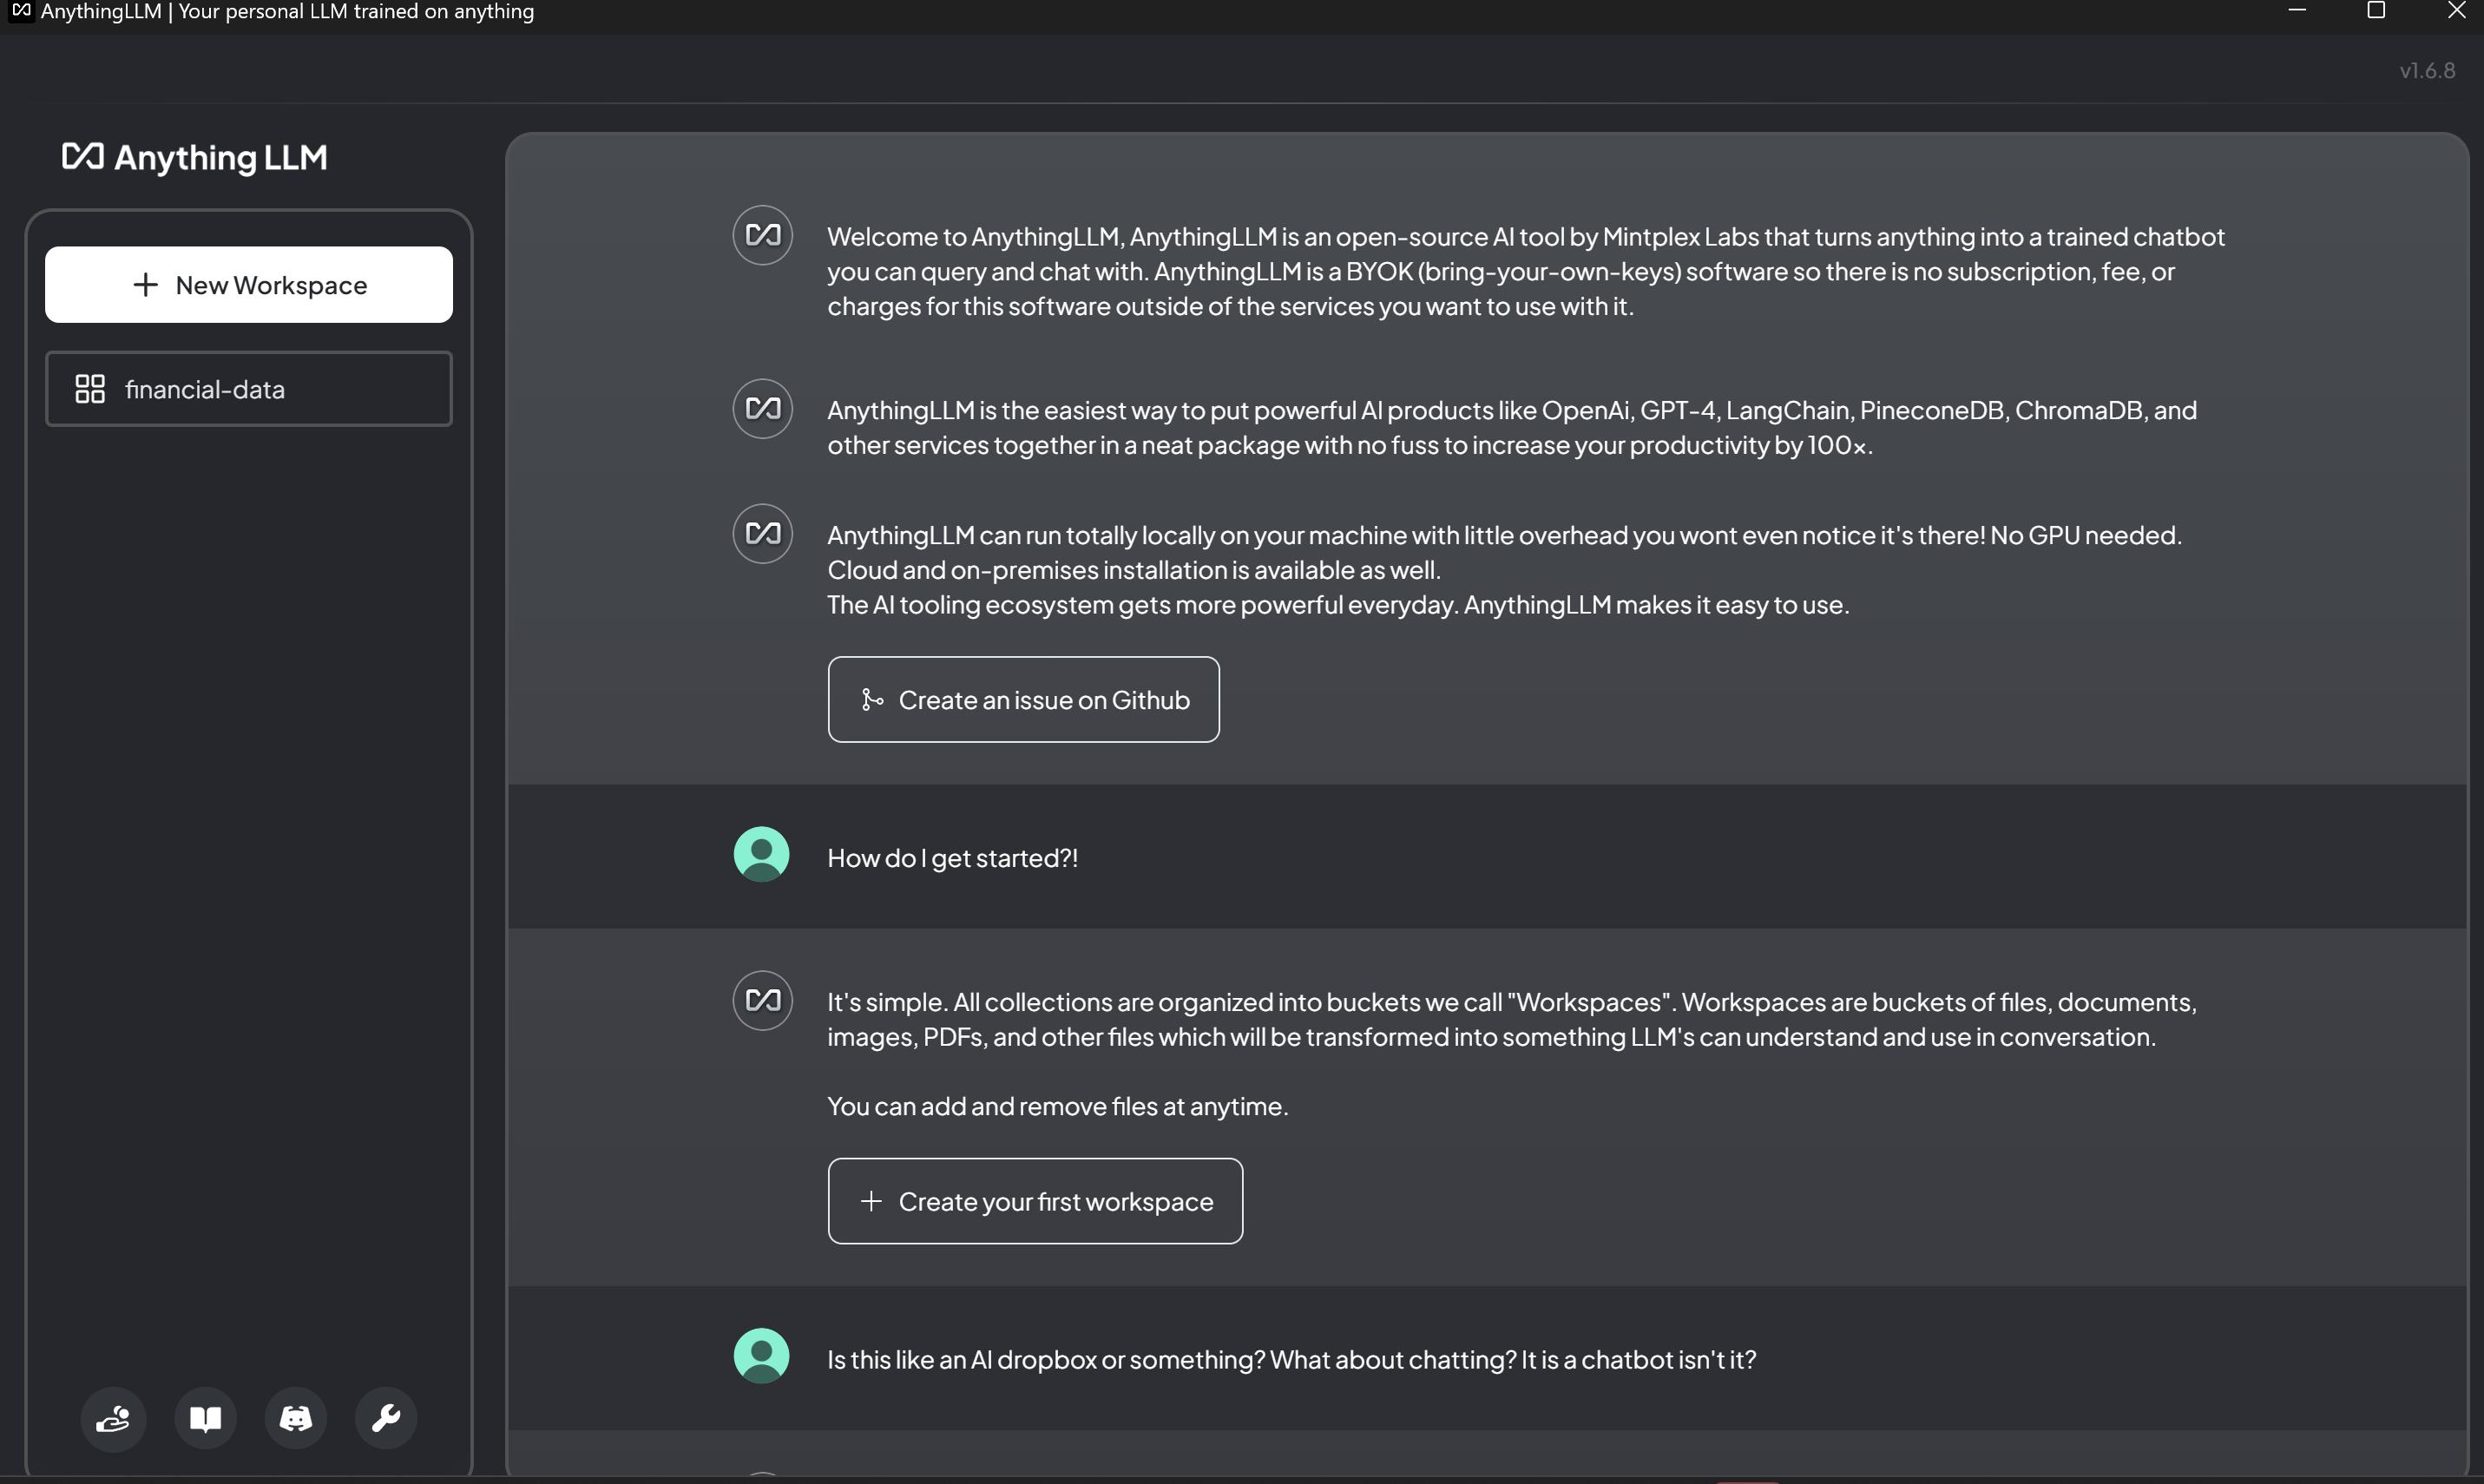 AnythingLLM | Your personal LLM trained on anything
v1.6.8
Anything LLM
New Workspace
financial-data
Welcome to AnythingLLM, AnythingLLM is an open-source AI tool by Mintplex Labs that turns anything into a trained chatbot
you can query and chat with. AnythingLLM is a BYOK (bring-your-own-keys) software so there is no subscription, fee, or
charges for this software outside of the services you want to use with it.
AnythingLLM is the easiest way to put powerful AI products like OpenAi, GPT-4, LangChain, PineconeDB, ChromaDB, and
other services together in a neat package with no fuss to increase your productivity by 100x.
AnythingLLM can run totally locally on your machine with little overhead you wont even notice it's there! No GPU needed.
Cloud and on-premises installation is available as well.
The AI tooling ecosystem gets more powerful everyday. AnythingLLM makes it easy to use.
Create an issue on Github
How do I get started?!
It's simple. All collections are organized into buckets we call "Workspaces". Workspaces are buckets of files, documents,
images, PDFs, and other files which will be transformed into something LLM's can understand and use in conversation.
You can add and remove files at anytime.
Create your first workspace
Is this like an AI dropbox or something? What about chatting? It is a chatbot isn't it?